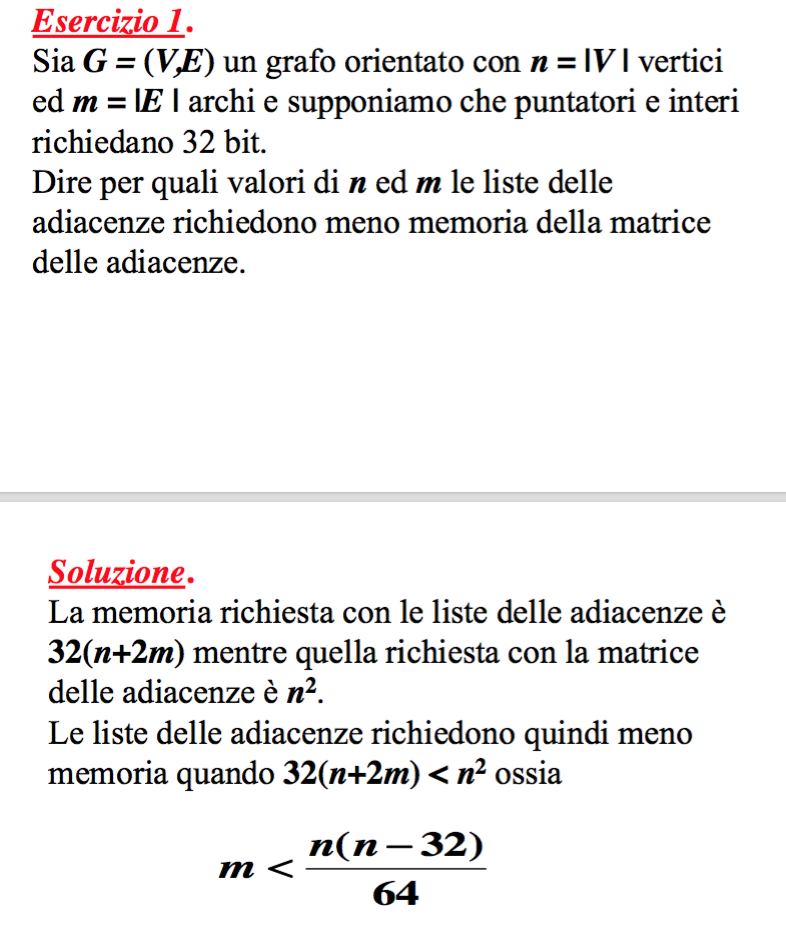 Esercizio 1.
Sia G = (V,E) un grafo orientato con n = |V| vertici
ed m = |E| archi e supponiamo che puntatori e interi
richiedano 32 bit.
Dire per quali valori di n ed m le liste delle
adiacenze richiedono meno memoria della matrice
delle adiacenze.
Soluzione.
La memoria richiesta con le liste delle adiacenze è
32(n+2m) mentre quella richiesta con la matrice
delle adiacenze è n².
Le liste delle adiacenze richiedono quindi meno
memoria quando 32(n+2m) < n² ossia
m < n(n – 32)
64